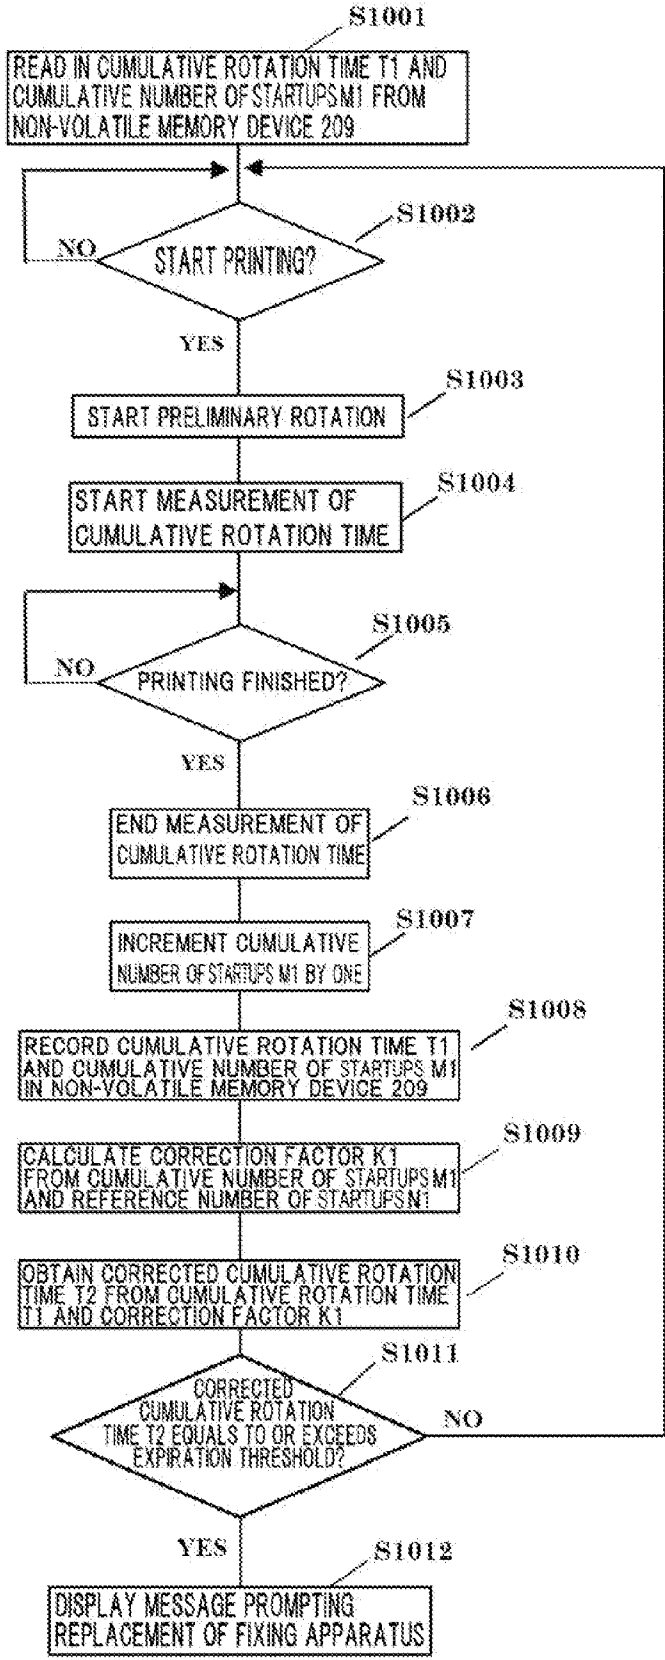 S1001
READ IN CUMULATIVE ROTATION TIME T1 AND
CUMULATIVE NUMBER OF STARTUPS M1 FROM
NON-VOLATILE MEMORY DEVICE 209
S1002
START PRINTING?
NO
YES
S1003
START PRELIMINARY ROTATION
S1004
START MEASUREMENT OF
CUMULATIVE ROTATION TIME
S1005
PRINTING FINISHED?
NO
YES
S1006
END MEASUREMENT OF
CUMULATIVE ROTATION TIME
S1007
INCREMENT CUMULATIVE
NUMBER OF STARTUPS M1 BY ONE
S1008
RECORD CUMULATIVE ROTATION TIME T1
AND CUMULATIVE NUMBER OF STARTUPS M1
IN NON-VOLATILE MEMORY DEVICE 209
S1009
CALCULATE CORRECTION FACTOR K1
FROM CUMULATIVE NUMBER OF STARTUPS M1
AND REFERENCE NUMBER OF STARTUPS N1
S1010
OBTAIN CORRECTED CUMULATIVE ROTATION
TIME T2 FROM CUMULATIVE ROTATION TIME
T1 AND CORRECTION FACTOR K1
S1011
CORRECTED
CUMULATIVE ROTATION
TIME T2 EQUALS TO OR EXCEEDS
EXPIRATION THRESHOLD?
NO
YES
S1012
DISPLAY MESSAGE PROMPTING
REPLACEMENT OF FIXING APPARATUS